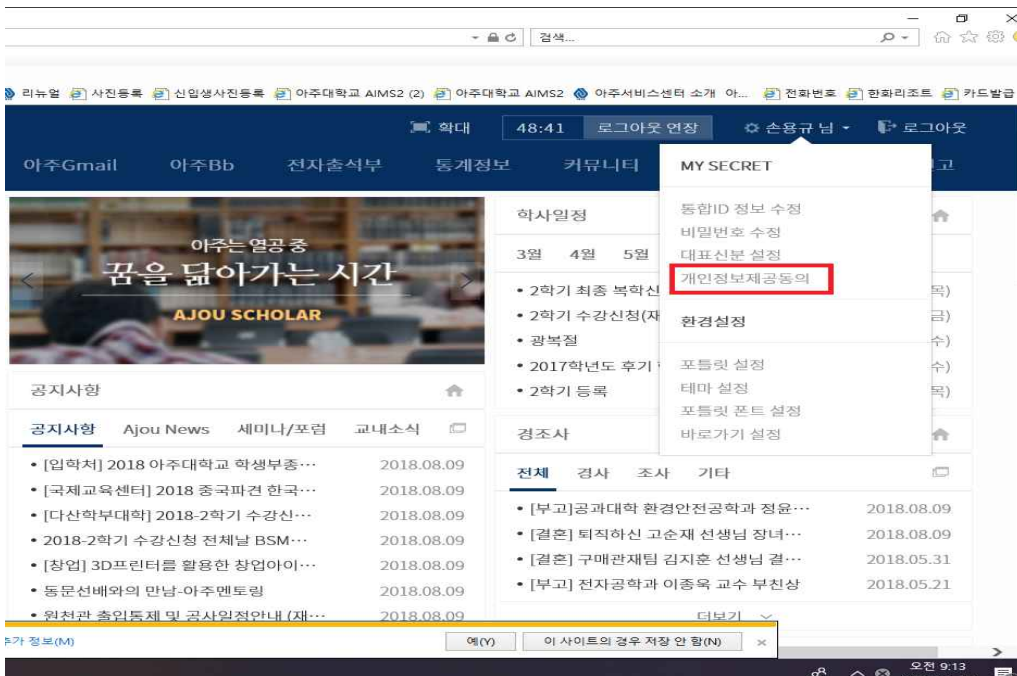 검색...
리뉴얼 사진등록 신입생사진등록 아주대학교 AIMS2 (2) 아주대학교 AIMS2 아주서비스센터 소개 아... 전화번호 한화리조트 카드발급
확대 48:41 로그아웃 연장 손용규 님 로그아웃
아주Gmail 아주Bb 전자출석부 통계정보 커뮤니티
MY SECRET
통합ID 정보 수정
비밀번호 수정
대표신분 설정
개인정보제공동의
환경설정
포틀릿 설정
테마 설정
포틀릿 폰트 설정
바로가기 설정
아주는 열공 중
꿈을 닮아가는 시간
AJOU SCHOLAR
학사일정
3월 4월 5월
• 2학기 최종 복학신
• 2학기 수강신청(재
• 광복절
• 2017학년도 후기
• 2학기 등록
공지사항
공지사항 Ajou News 세미나/포럼 교내소식
• [입학처] 2018 아주대학교 학생부종… 2018.08.09
• [국제교육센터] 2018 중국파견 한국… 2018.08.09
• [다산학부대학] 2018-2학기 수강신… 2018.08.09
• 2018-2학기 수강신청 전체날 BSM… 2018.08.09
• [창업] 3D프린터를 활용한 창업아이… 2018.08.09
• 동문선배와의 만남-아주멘토링 2018.08.09
• 원천관 출입통제 및 공사일정안내 (재… 2018.08.09
경조사
전체 경사 조사 기타
• [부고]공과대학 환경안전공학과 정윤… 2018.08.09
• [결혼] 퇴직하신 고순재 선생님 장녀… 2018.08.09
• [결혼] 구매관재팀 김지훈 선생님 결… 2018.05.31
• [부고] 전자공학과 이종욱 교수 부친상 2018.05.21
더보기
추가 정보(M) 예(Y) 이 사이트의 경우 저장 안 함(N)
오전 9:13